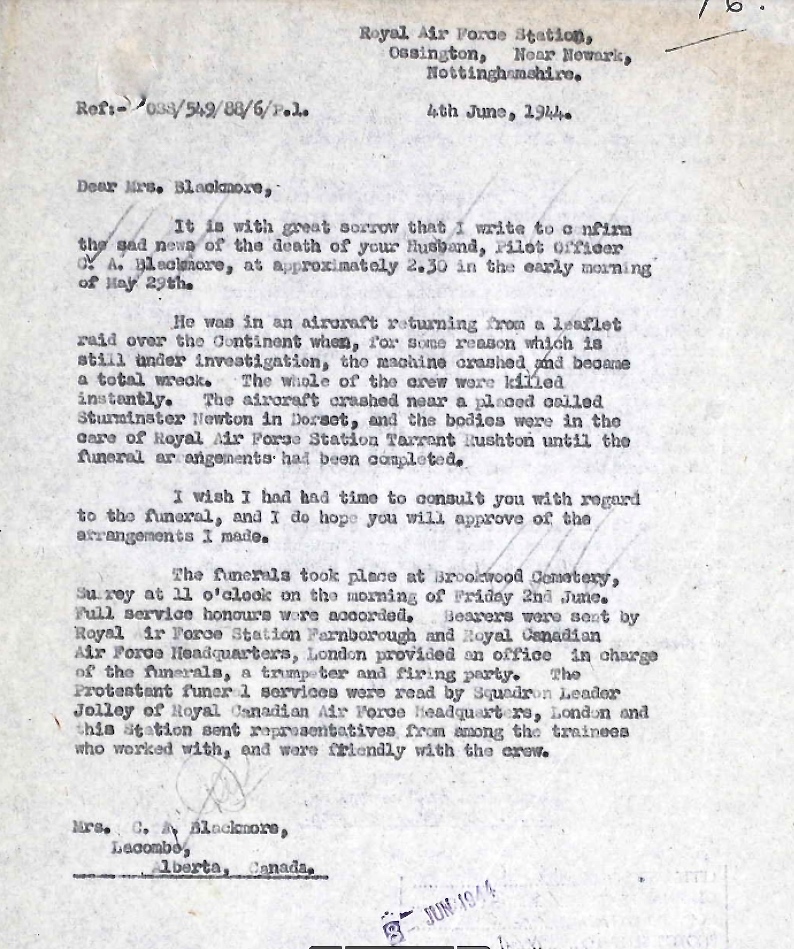 76.
Royal Air Force Station,
Ossington, Near Newark,
Nottinghamshire.
Ref:- 038/549/88/6/P.1. 4th June, 1944.
Dear Mrs. Blackmore,
It is with great sorrow that I write to confirm
the sad news of the death of your Husband, Pilot Officer
C. A. Blackmore, at approximately 2.30 in the early morning
of May 29th.
He was in an aircraft returning from a leaflet
raid over the Continent when, for some reason which is
still under investigation, the machine crashed and became
a total wreck. The whole of the crew were killed
instantly. The aircraft crashed near a placed called
Sturminster Newton in Dorset, and the bodies were in the
care of Royal Air Force Station Tarrant Rushton until the
funeral arrangements had been completed.
I wish I had had time to consult you with regard
to the funeral, and I do hope you will approve of the
arrangements I made.
The funerals took place at Brookwood Cemetery,
Surrey at 11 o'clock on the morning of Friday 2nd June.
Full service honours were accorded. Bearers were sent by
Royal Air Force Station Farnborough and Royal Canadian
Air Force Headquarters, London provided an office in charge
of the funerals, a trumpeter and firing party. The
Protestant funeral services were read by Squadron Leader
Jolley of Royal Canadian Air Force Headquarters, London and
this Station sent representatives from among the trainees
who worked with, and were friendly with the crew.
Mrs. C. A. Blackmore,
Lacombe,
Alberta, Canada.
8 JUN 1944